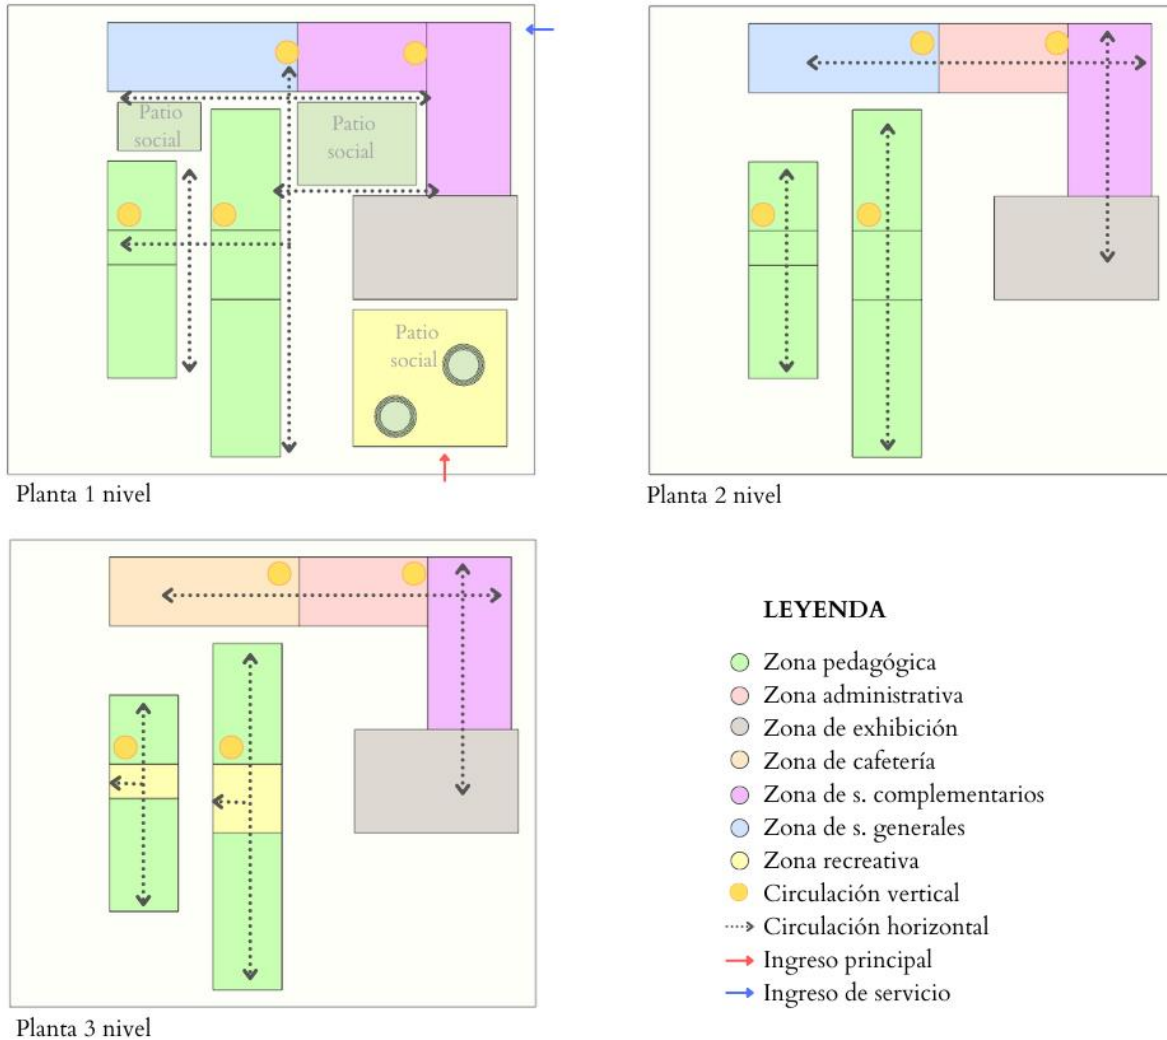 Patio
social
Patio
social
Patio
social
Planta 1 nivel
Planta 2 nivel
Planta 3 nivel
LEYENDA
Zona pedagógica
Zona administrativa
Zona de exhibición
Zona de cafetería
Zona de s. complementarios
Zona de s. generales
Zona recreativa
Circulación vertical
Circulación horizontal
Ingreso principal
Ingreso de servicio